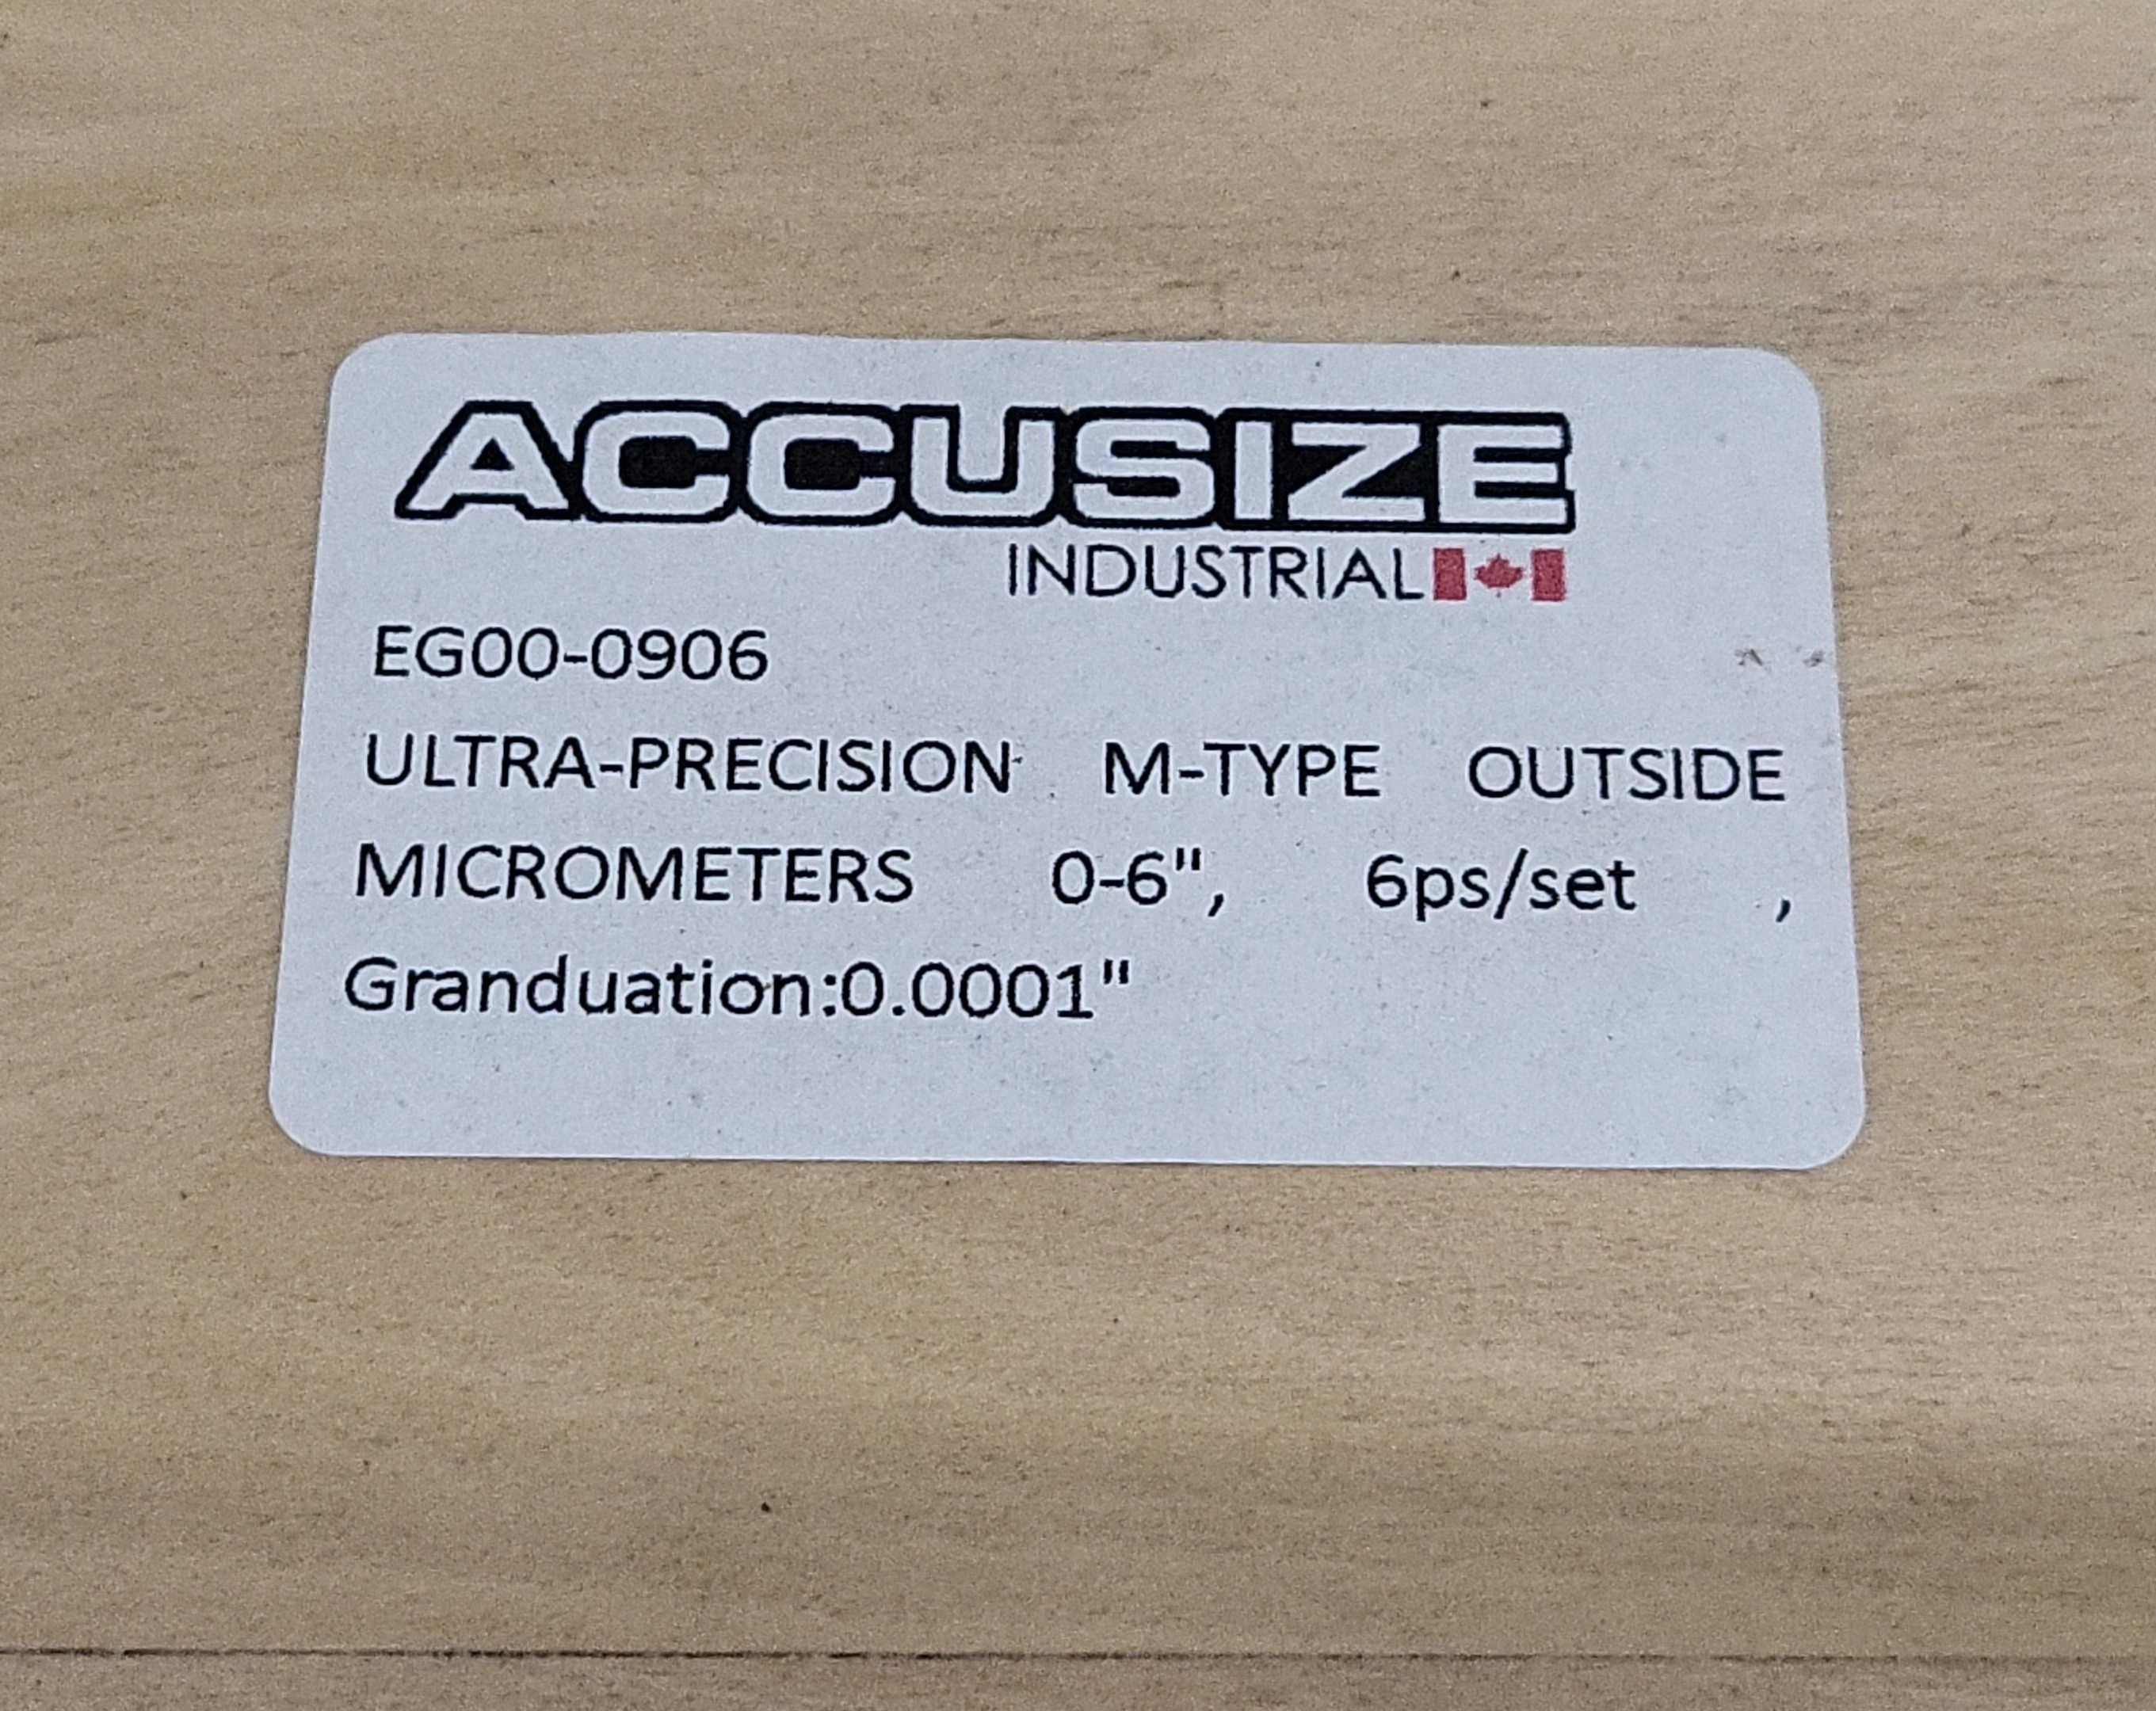 ACCUSIZE
INDUSTRIAL
EG00-0906
ULTRA-PRECISION M-TYPE OUTSIDE
MICROMETERS 0-6", 6ps/set ,
Granduation:0.0001"